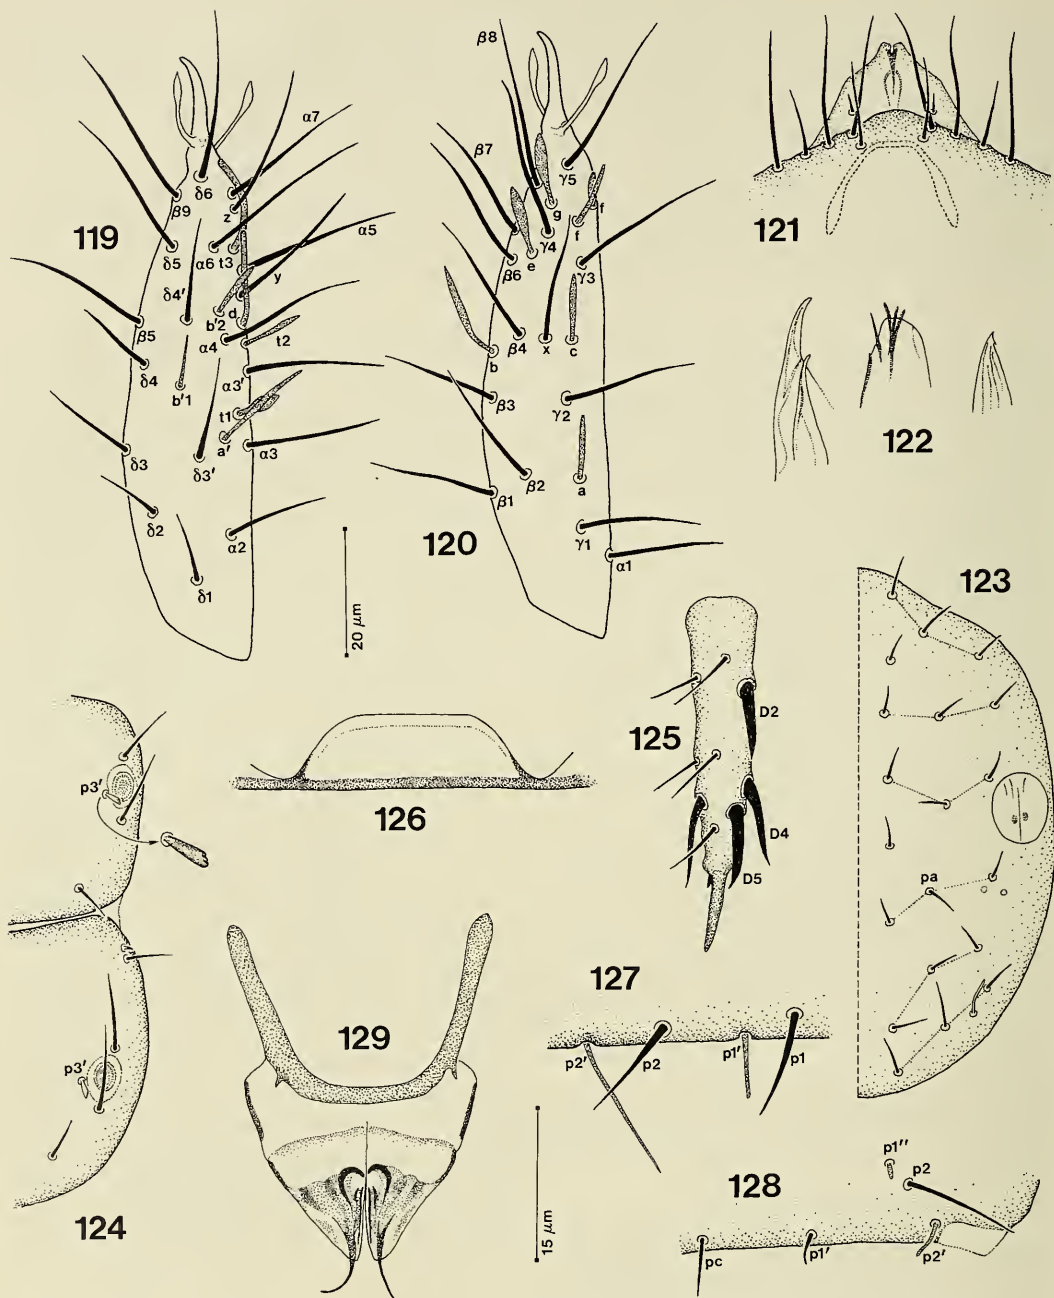 119
δ6
α7
β9
z
δ5
α6
t3
α5
δ4'
y
b'2
d
β5
α4
t2
δ4
b'1
α3'
t1
a'
δ3
δ3'
α3
δ2
α2
δ1
20 µm
120
β8
β7
γ5
g
f
f
γ4
e
β6
γ3
β4
x
c
b
β3
γ2
β2
a
β1
γ1
α1
121
122
123
pa
124
p3'
p3'
125
D2
D4
D5
126
127
p2'
p2
p1'
p1
128
p1''
p2
pc
p1'
p2'
129
15 µm